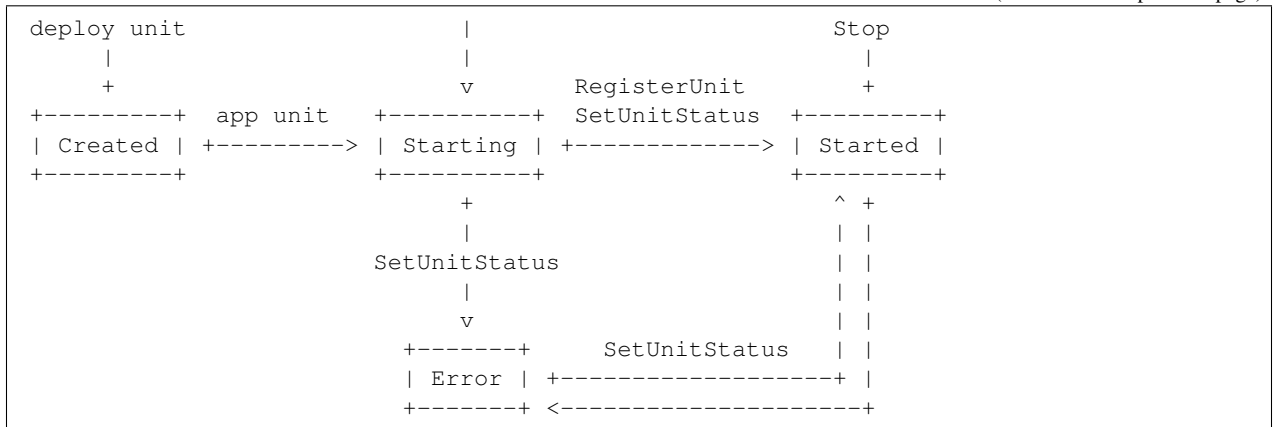 deploy unit | Stop
| | |
+ v RegisterUnit +
+---------+ app unit +----------+ SetUnitStatus +---------+
| Created | +---------> | Starting | +-------------> | Started |
+---------+ +----------+ +---------+
+ ^ +
| | |
SetUnitStatus | |
| | |
v | |
+-------+ SetUnitStatus | |
| Error | +-------------------+ |
+-------+ <---------------------+